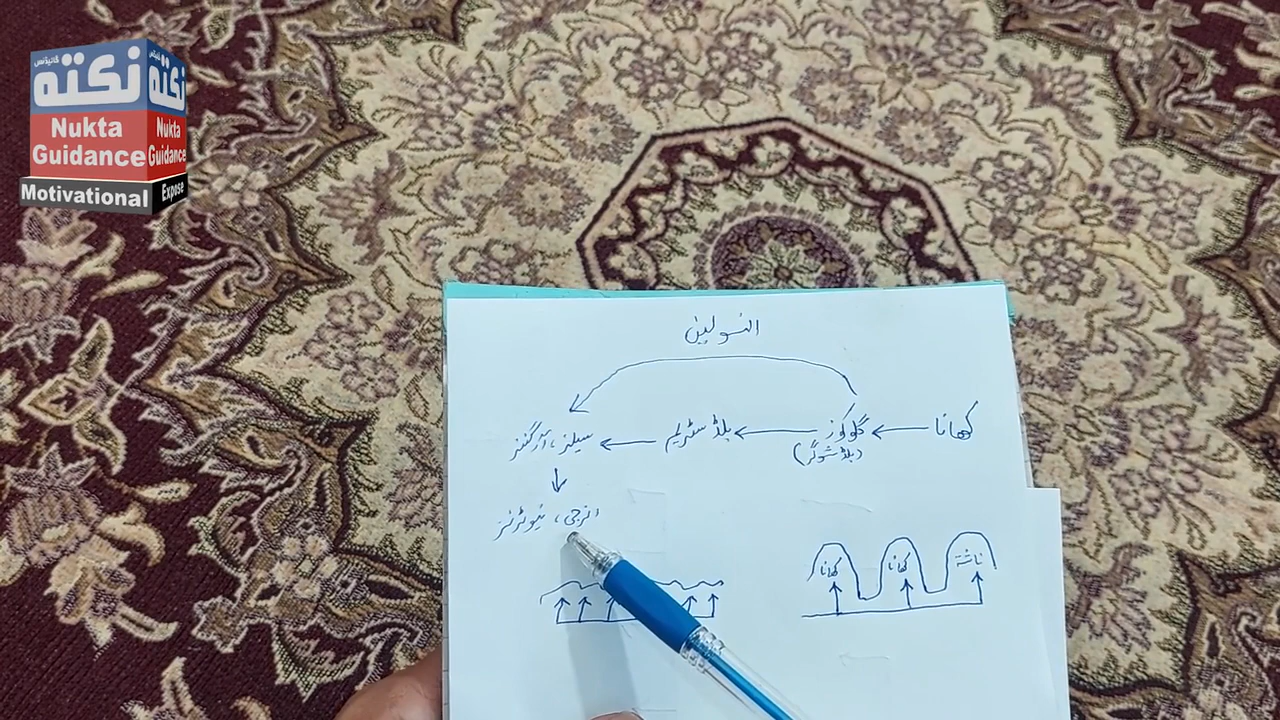 نکتہ نکتہ
گائیڈنس
Nukta Guidance
Nukta Guidance
Motivational
Expose
انسولین
کھانا ← گلوکوز ← بلڈ سٹریم ← سیلز، آرگنز
(بلڈ شوگر)
↓
انرجی، نیوٹرنز
ناشتہ کھانا کھانا